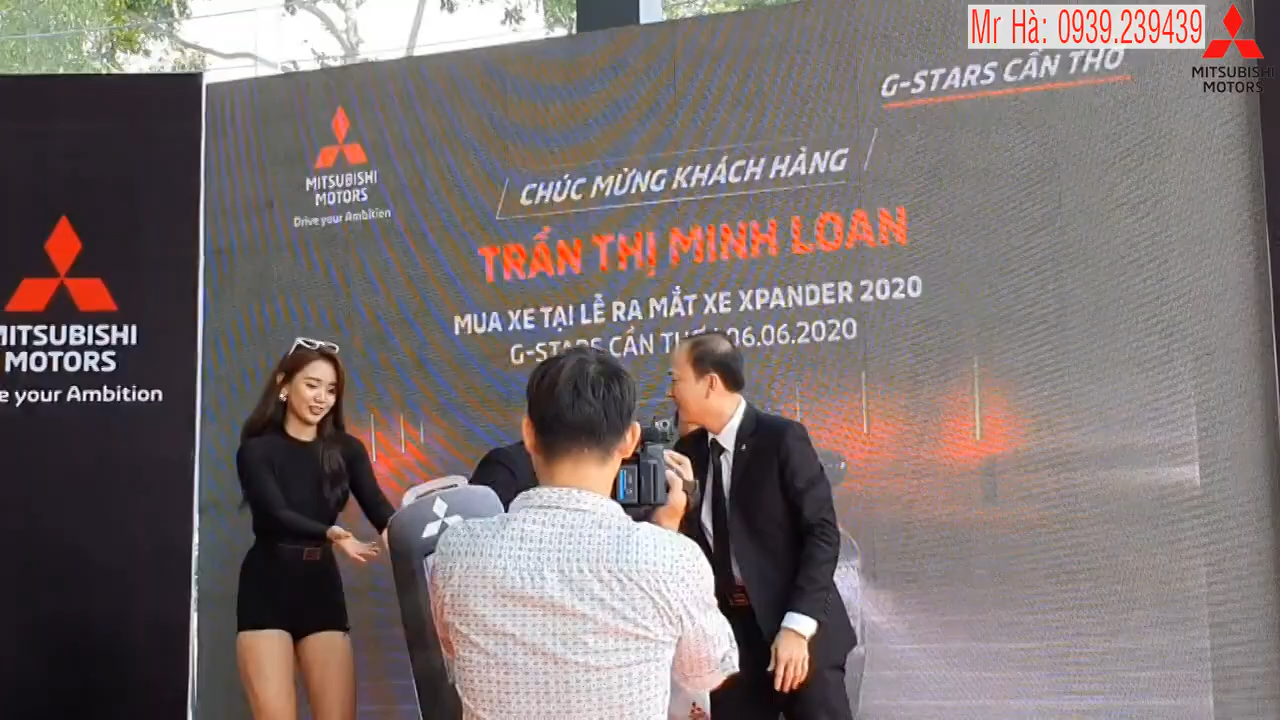 Mr Hà: 0939.239439
MITSUBISHI
MOTORS
G-STARS CẦN THƠ
MITSUBISHI
MOTORS
Drive your Ambition
CHÚC MỪNG KHÁCH HÀNG
TRẦN THỊ MINH LOAN
MUA XE TẠI LỄ RA MẮT XE XPANDER 2020
G-STARS CẦN 06.06.2020
MITSUBISHI
MOTORS
e your Ambition